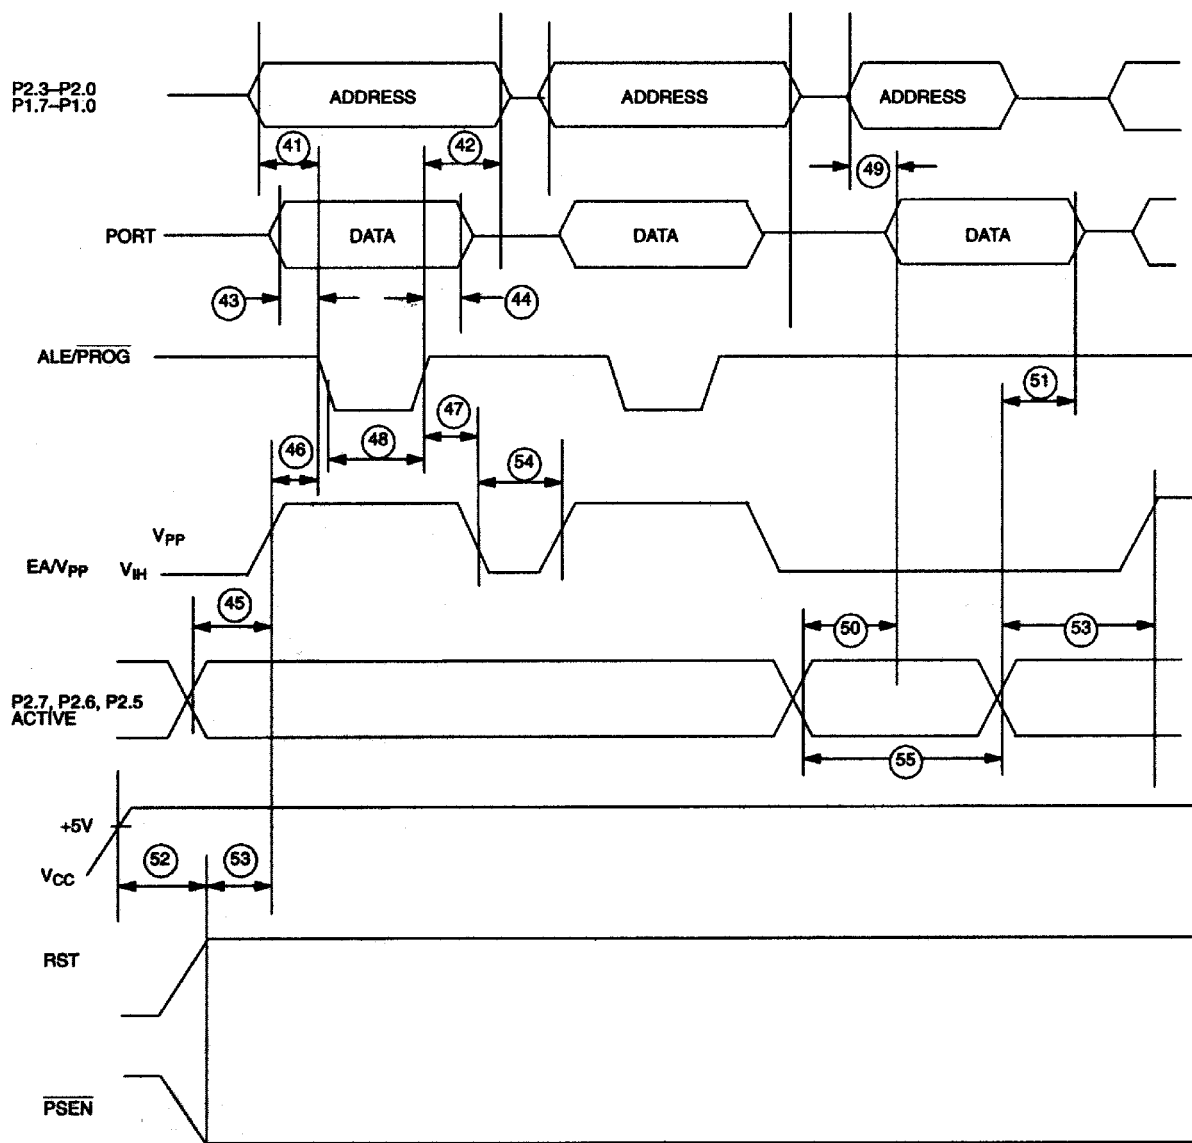 P2.3–P2.0
P1.7–P1.0
ADDRESS
ADDRESS
ADDRESS
41
42
49
PORT
DATA
DATA
DATA
43
44
ALE/PROG
51
47
46
48
54
VPP
EA/VPP
VIH
45
50
53
P2.7, P2.6, P2.5
ACTIVE
55
+5V
VCC
52
53
RST
PSEN